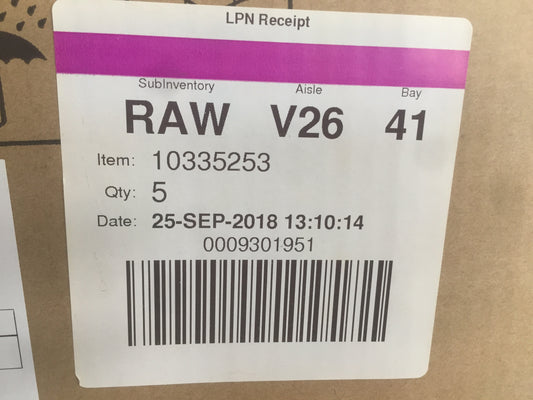 LPN Receipt
SubInventory Aisle Bay
RAW V26 41
Item: 10335253
Qty: 5
Date: 25-SEP-2018 13:10:14
0009301951